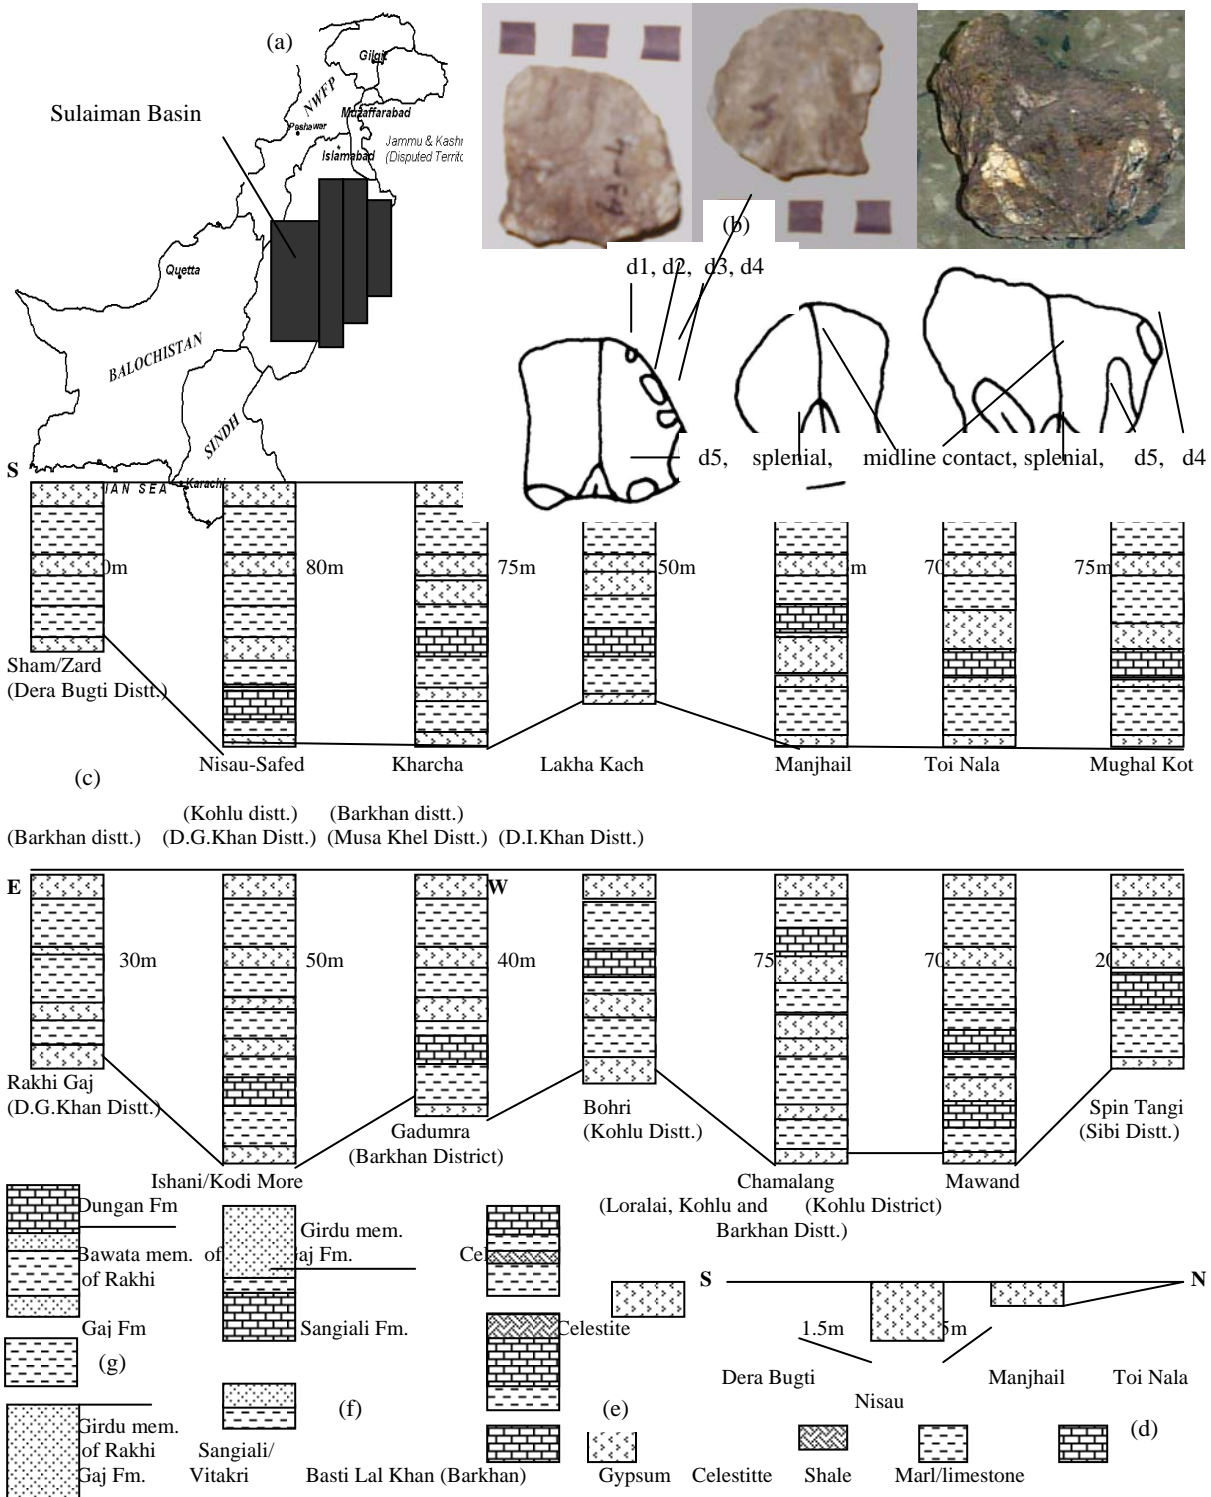 (a)
Gilgit
NWFP
Sulaiman Basin
Muzaffarabad
Peshawar
Jammu & Kashr
Islamabad
(Disputed Territo
(b)
d1, d2, d3, d4
Quetta
BALOCHISTAN
SINDH
d5, splenial, midline contact, splenial, d5, d4
S
IAN SEA
Karachi
0m 80m 75m 50m m 70 75m
Sham/Zard
(Dera Bugti Distt.)
Nisau-Safed Kharcha Lakha Kach Manjhail Toi Nala Mughal Kot
(c)
(Kohlu distt.) (Barkhan distt.)
(Barkhan distt.) (D.G.Khan Distt.) (Musa Khel Distt.) (D.I.Khan Distt.)
E W
30m 50m 40m 75 70 20
Rakhi Gaj
(D.G.Khan Distt.)
Bohri
(Kohlu Distt.)
Spin Tangi
(Sibi Distt.)
Gadumra
(Barkhan District)
Ishani/Kodi More Chamalang Mawand
(Loralai, Kohlu and (Kohlu District)
Barkhan Distt.)
Dungan Fm
Bawata mem. of
of Rakhi
Gaj Fm
(g)
Girdu mem.
of Rakhi
Gaj Fm.
Girdu mem.
aj Fm.
Sangiali Fm.
(f)
Sangiali/
Vitakri
Cel
Celestite
(e)
Basti Lal Khan (Barkhan)
S N
1.5m 5m
Dera Bugti Manjhail Toi Nala
Nisau
(d)
Gypsum Celestitte Shale Marl/limestone